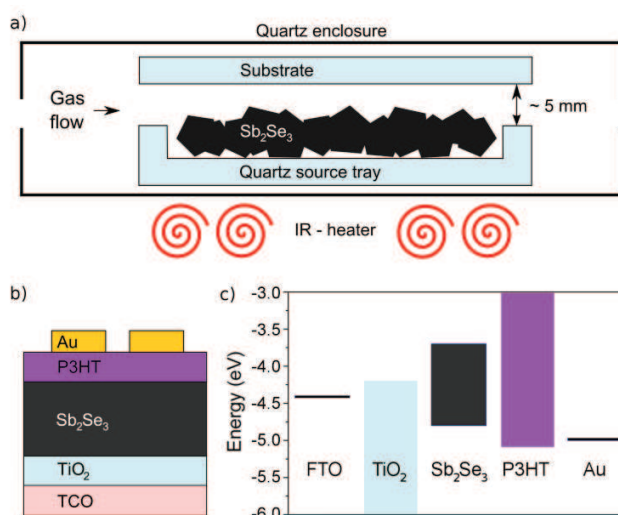 a)
Quartz enclosure
Substrate
Gas
flow
~ 5 mm
Sb₂Se₃
Quartz source tray
IR - heater
b)
Au
P3HT
Sb₂Se₃
TiO₂
TCO
c)
Energy (eV)
-3.0
-3.5
-4.0
-4.5
-5.0
-5.5
-6.0
FTO TiO₂ Sb₂Se₃ P3HT Au